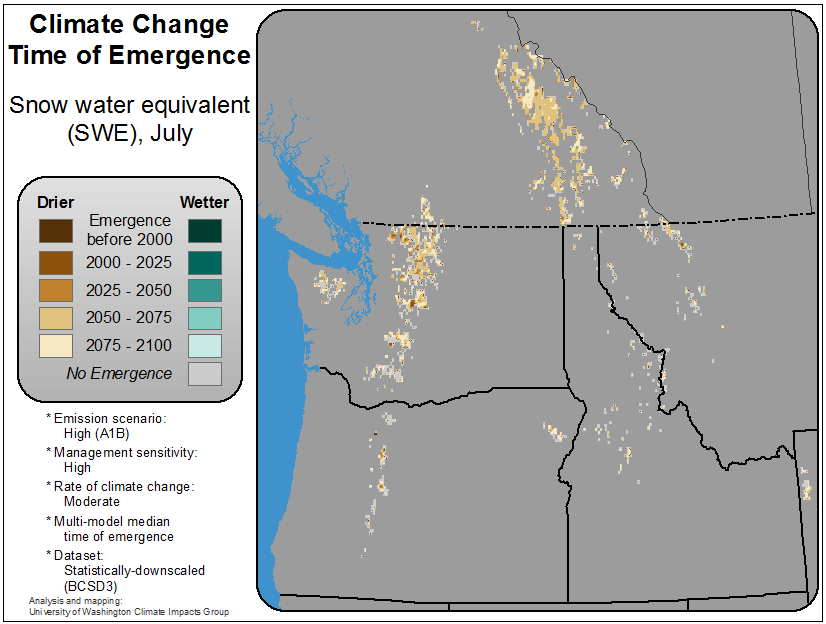 Climate Change
Time of Emergence
Snow water equivalent
(SWE), July
Drier Wetter
Emergence
before 2000
2000 - 2025
2025 - 2050
2050 - 2075
2075 - 2100
No Emergence
* Emission scenario:
High (A1B)
* Management sensitivity:
High
* Rate of climate change:
Moderate
* Multi-model median
time of emergence
* Dataset:
Statistically-downscaled
(BCSD3)
Analysis and mapping:
University of Washington Climate Impacts Group